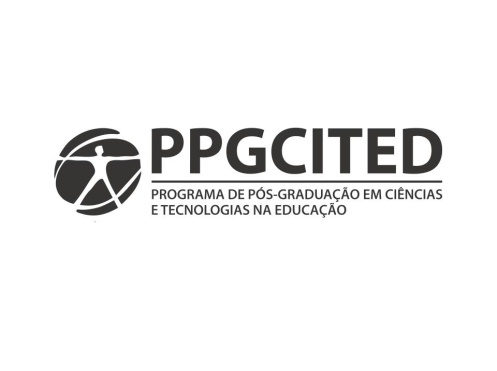 PPGCITED
PROGRAMA DE PÓS-GRADUAÇÃO EM CIÊNCIAS
E TECNOLOGIAS NA EDUCAÇÃO